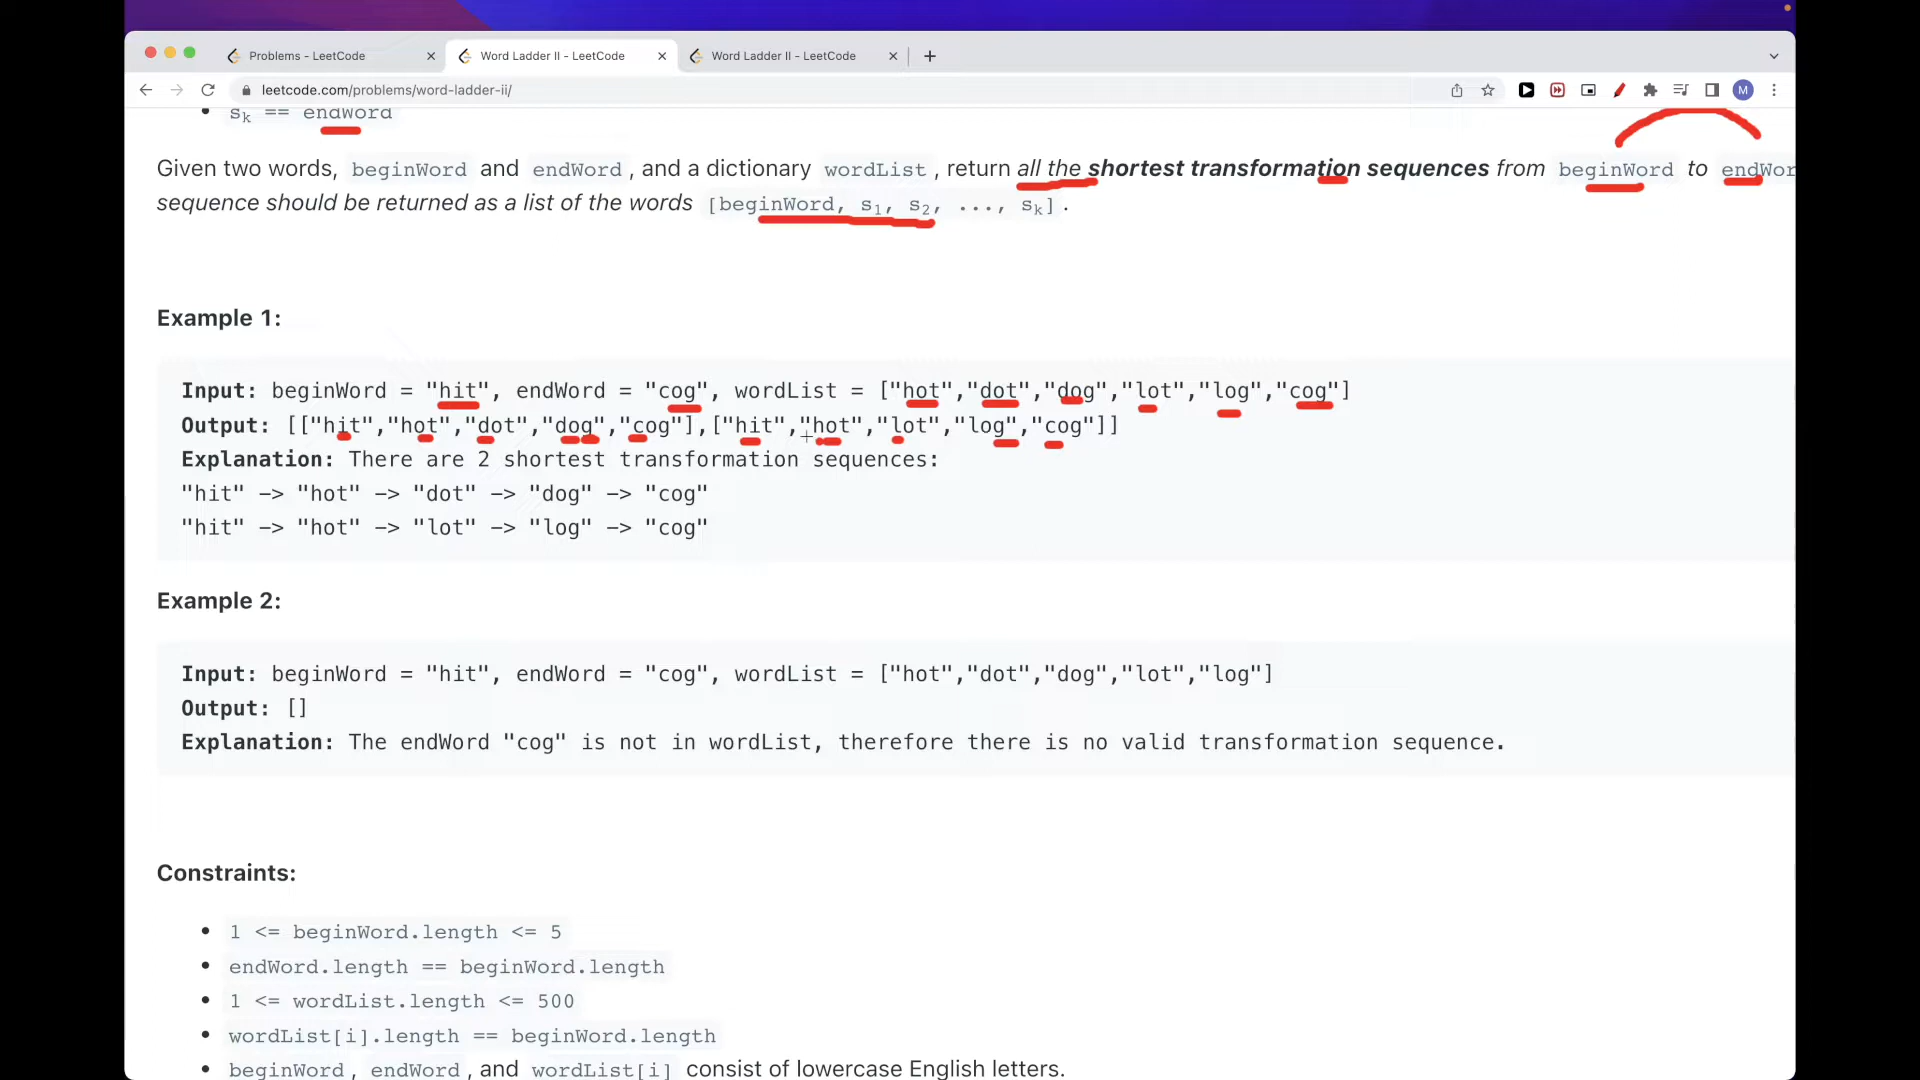 Problems - LeetCode
Word Ladder II - LeetCode
Word Ladder II - LeetCode
leetcode.com/problems/word-ladder-ii/
M
sk == endWord
Given two words, beginWord and endWord, and a dictionary wordList, return all the shortest transformation sequences from beginWord to endWor
sequence should be returned as a list of the words [beginWord, s1, s2, ..., sk].
Example 1:
Input: beginWord = "hit", endWord = "cog", wordList = ["hot","dot","dog","lot","log","cog"]
Output: [["hit","hot","dot","dog","cog"],["hit","hot","lot","log","cog"]]
Explanation: There are 2 shortest transformation sequences:
"hit" -> "hot" -> "dot" -> "dog" -> "cog"
"hit" -> "hot" -> "lot" -> "log" -> "cog"
Example 2:
Input: beginWord = "hit", endWord = "cog", wordList = ["hot","dot","dog","lot","log"]
Output: []
Explanation: The endWord "cog" is not in wordList, therefore there is no valid transformation sequence.
Constraints:
1 <= beginWord.length <= 5
endWord.length == beginWord.length
1 <= wordList.length <= 500
wordList[i].length == beginWord.length
beginWord, endWord, and wordList[i] consist of lowercase English letters.